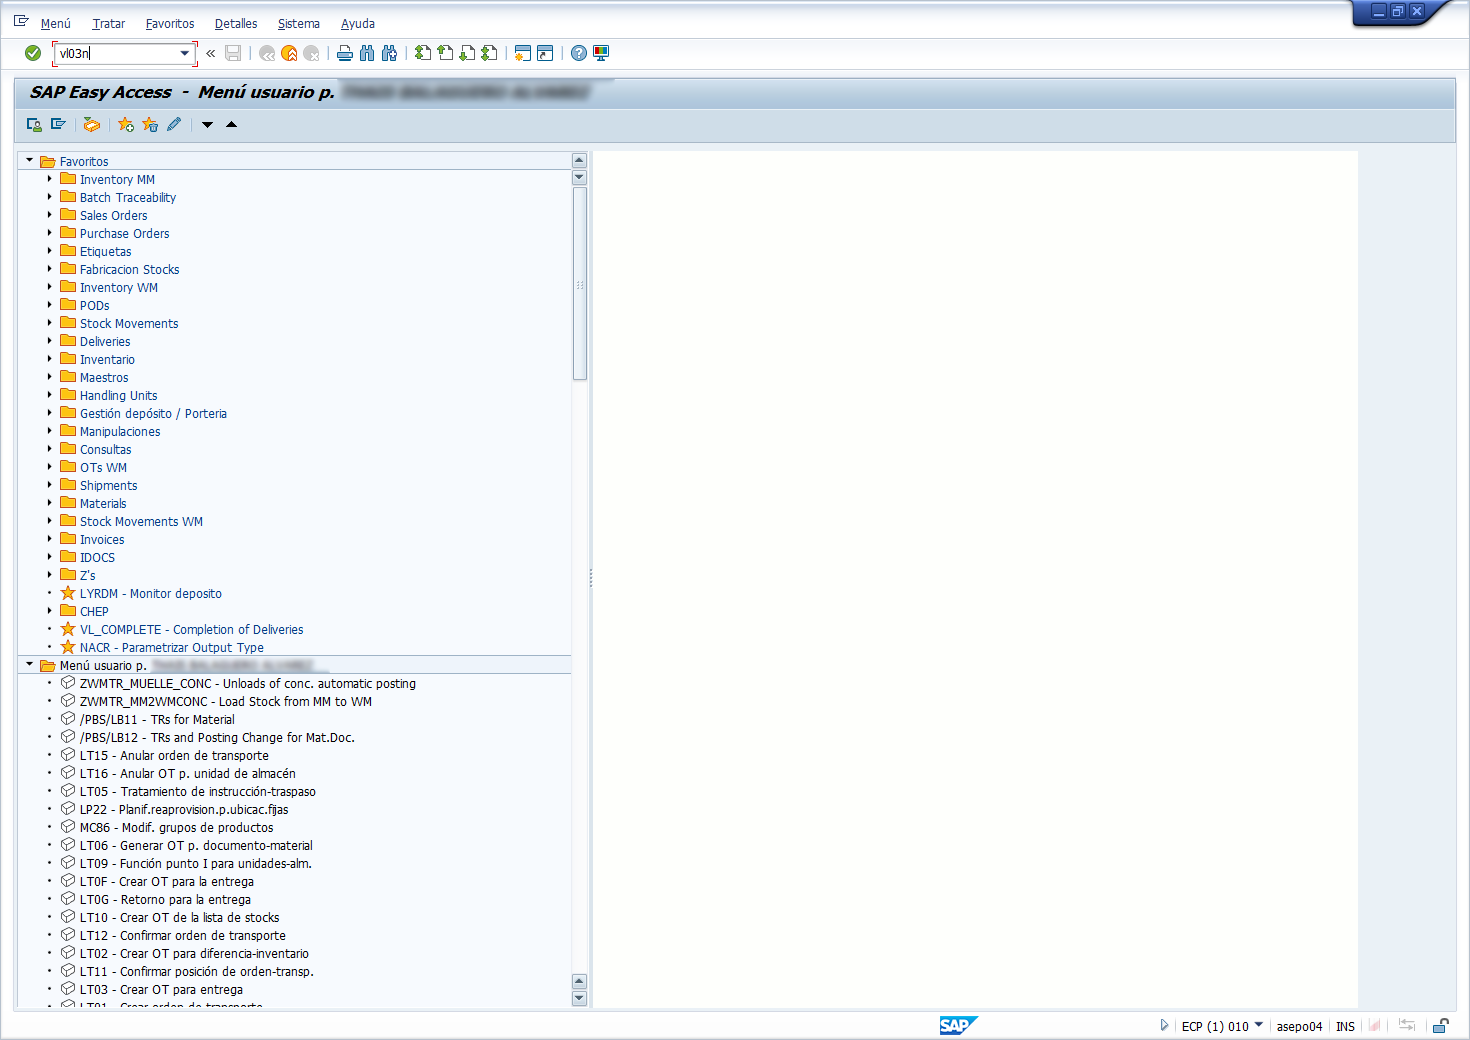 Menú Tratar Favoritos Detalles Sistema Ayuda
vl03n
SAP Easy Access - Menú usuario p.
Favoritos
Inventory MM
Batch Traceability
Sales Orders
Purchase Orders
Etiquetas
Fabricacion Stocks
Inventory WM
PODs
Stock Movements
Deliveries
Inventario
Maestros
Handling Units
Gestión depósito / Porteria
Manipulaciones
Consultas
OTs WM
Shipments
Materials
Stock Movements WM
Invoices
IDOCS
Z's
LYRDM - Monitor deposito
CHEP
VL_COMPLETE - Completion of Deliveries
NACR - Parametrizar Output Type
Menú usuario p.
ZWMTR_MUELLE_CONC - Unloads of conc. automatic posting
ZWMTR_MM2WMCONC - Load Stock from MM to WM
/PBS/LB11 - TRs for Material
/PBS/LB12 - TRs and Posting Change for Mat.Doc.
LT15 - Anular orden de transporte
LT16 - Anular OT p. unidad de almacén
LT05 - Tratamiento de instrucción-traspaso
LP22 - Planif.reaprovision.p.ubicac.fijas
MC86 - Modif. grupos de productos
LT06 - Generar OT p. documento-material
LT09 - Función punto I para unidades-alm.
LT0F - Crear OT para la entrega
LT0G - Retorno para la entrega
LT10 - Crear OT de la lista de stocks
LT12 - Confirmar orden de transporte
LT02 - Crear OT para diferencia-inventario
LT11 - Confirmar posición de orden-transp.
LT03 - Crear OT para entrega
LT01 - Crear orden de transporte
SAP ECP (1) 010 asepo04 INS